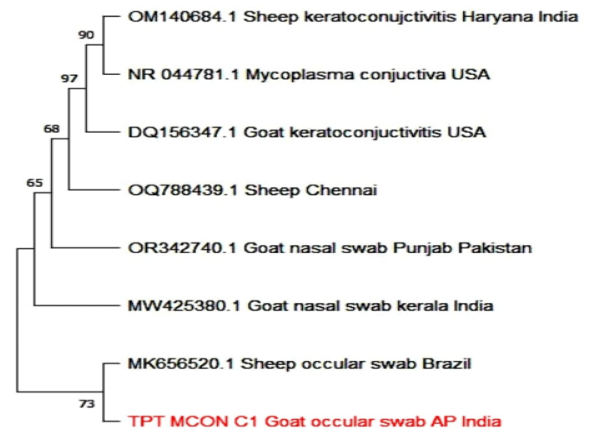 OM140684.1 Sheep keratoconujctivitis Haryana India
90
NR 044781.1 Mycoplasma conjuctiva USA
97
DQ156347.1 Goat keratoconjuctivitis USA
68
OQ788439.1 Sheep Chennai
65
OR342740.1 Goat nasal swab Punjab Pakistan
MW425380.1 Goat nasal swab kerala India
MK656520.1 Sheep occular swab Brazil
73
TPT MCON C1 Goat occular swab AP India